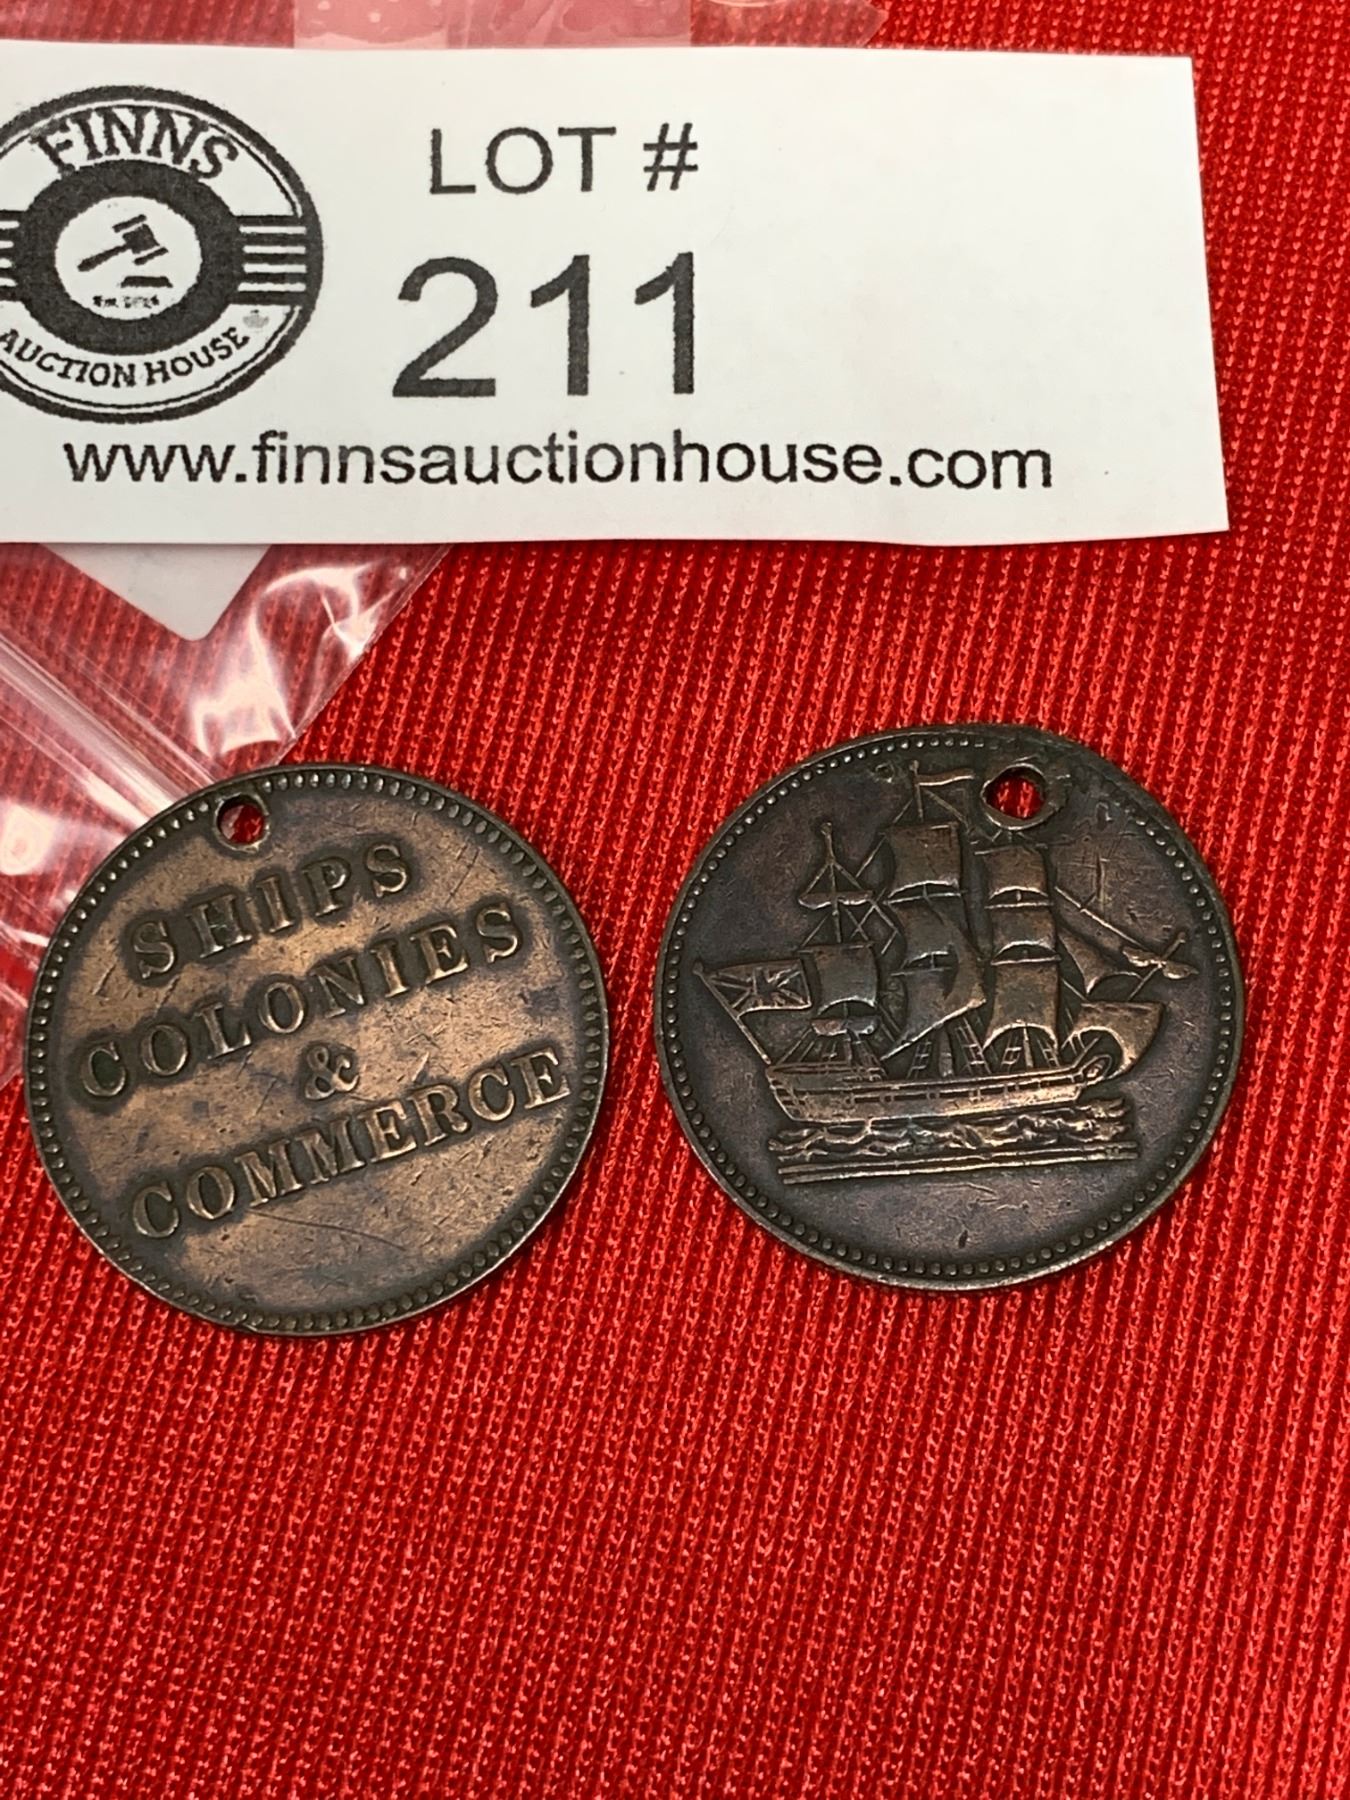 FINNS
AUCTION HOUSE
LOT #
211
www.finnsauctionhouse.com
SHIPS
COLONIES
&
COMMERCE